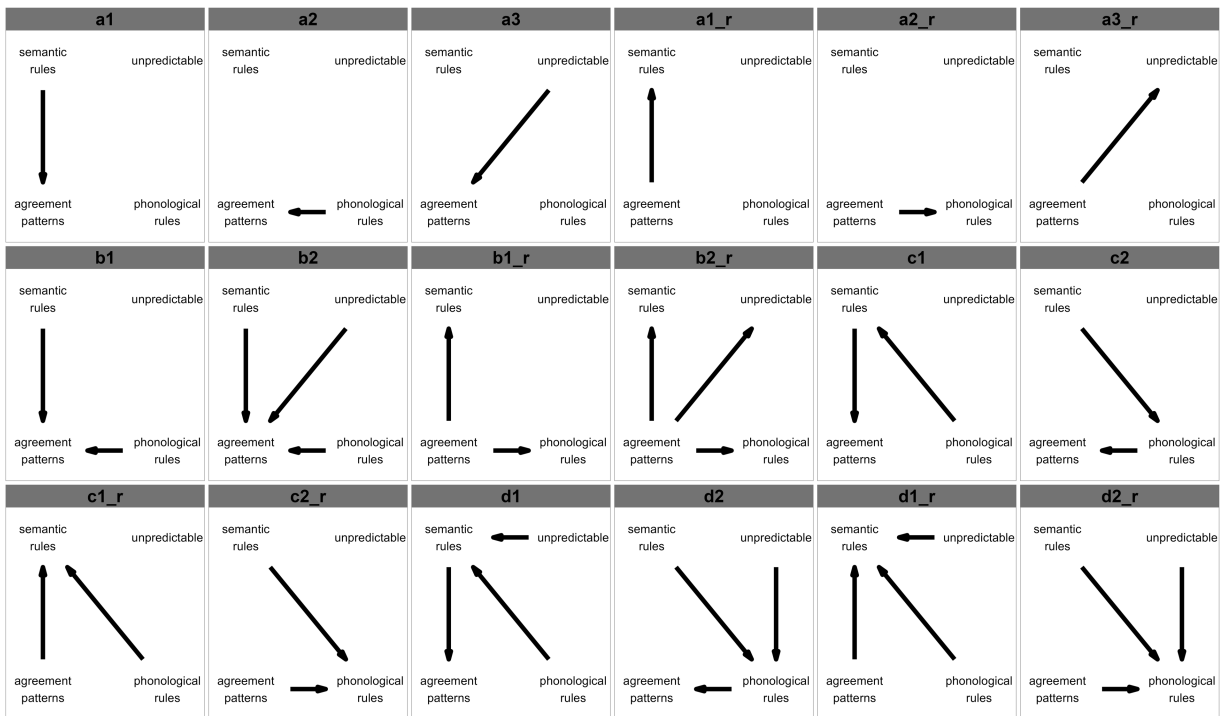 a1 a2 a3 a1_r a2_r a3_r
semantic unpredictable semantic unpredictable semantic unpredictable semantic unpredictable semantic unpredictable semantic unpredictable
rules rules rules rules rules rules
agreement phonological agreement phonological agreement phonological agreement phonological agreement phonological agreement phonological
patterns rules patterns rules patterns rules patterns rules patterns rules patterns rules
b1 b2 b1_r b2_r c1 c2
semantic unpredictable semantic unpredictable semantic unpredictable semantic unpredictable semantic unpredictable semantic unpredictable
rules rules rules rules rules rules
agreement phonological agreement phonological agreement phonological agreement phonological agreement phonological agreement phonological
patterns rules patterns rules patterns rules patterns rules patterns rules patterns rules
c1_r c2_r d1 d2 d1_r d2_r
semantic unpredictable semantic unpredictable semantic unpredictable semantic unpredictable semantic unpredictable semantic unpredictable
rules rules rules rules rules rules
agreement phonological agreement phonological agreement phonological agreement phonological agreement phonological agreement phonological
patterns rules patterns rules patterns rules patterns rules patterns rules patterns rules